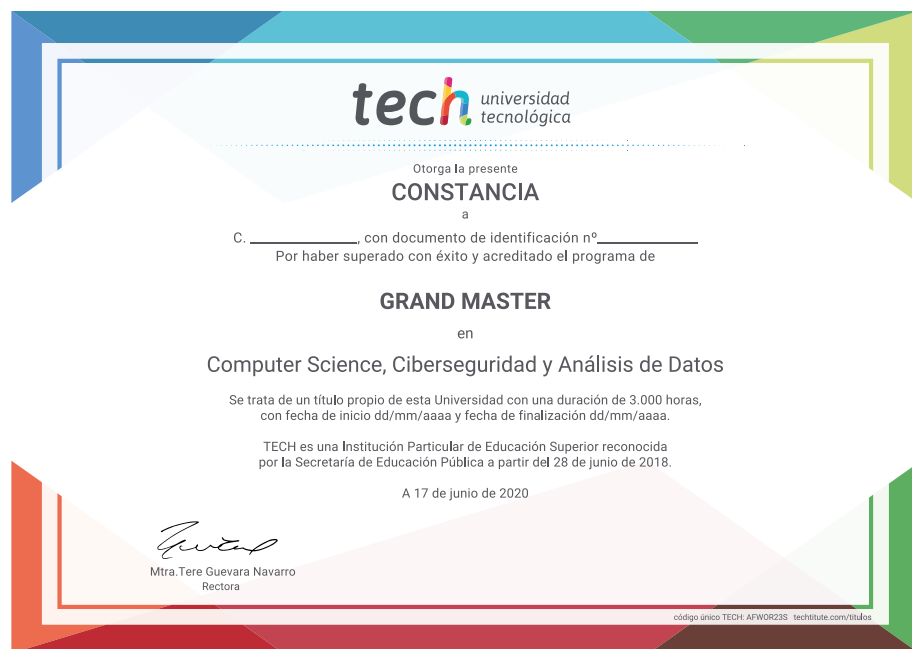 tech universidad
tecnológica
Otorga la presente
CONSTANCIA
a
C. ____________, con documento de identificación nº____________
Por haber superado con éxito y acreditado el programa de
GRAND MASTER
en
Computer Science, Ciberseguridad y Análisis de Datos
Se trata de un título propio de esta Universidad con una duración de 3.000 horas,
con fecha de inicio dd/mm/aaaa y fecha de finalización dd/mm/aaaa.
TECH es una Institución Particular de Educación Superior reconocida
por la Secretaría de Educación Pública a partir del 28 de junio de 2018.
A 17 de junio de 2020
Mtra.Tere Guevara Navarro
Rectora
código único TECH: AFWOR23S techtitute.com/titulos